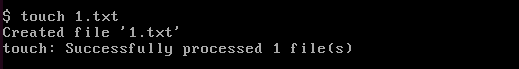 $ touch 1.txt
Created file '1.txt'
touch: Successfully processed 1 file(s)